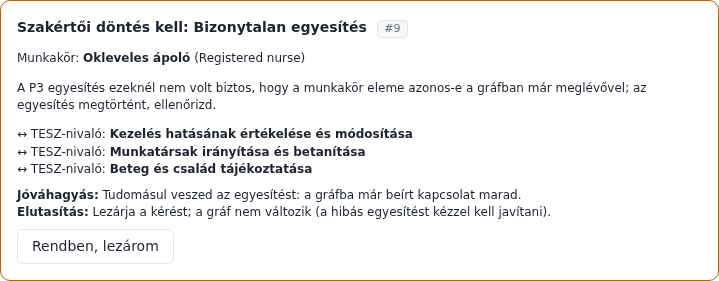 Szakértői döntés kell: Bizonytalan egyesítés #9
Munkakör: Okleveles ápoló (Registered nurse)
A P3 egyesítés ezeknél nem volt biztos, hogy a munkakör eleme azonos-e a gráfban már meglévővel; az
egyesítés megtörtént, ellenőrizd.
↔ TESZ-nivaló: Kezelés hatásának értékelése és módosítása
↔ TESZ-nivaló: Munkatársak irányítása és betanítása
↔ TESZ-nivaló: Beteg és család tájékoztatása
Jóváhagyás: Tudomásul veszed az egyesítést: a gráfba már beírt kapcsolat marad.
Elutasítás: Lezárja a kérést; a gráf nem változik (a hibás egyesítést kézzel kell javítani).
Rendben, lezárom